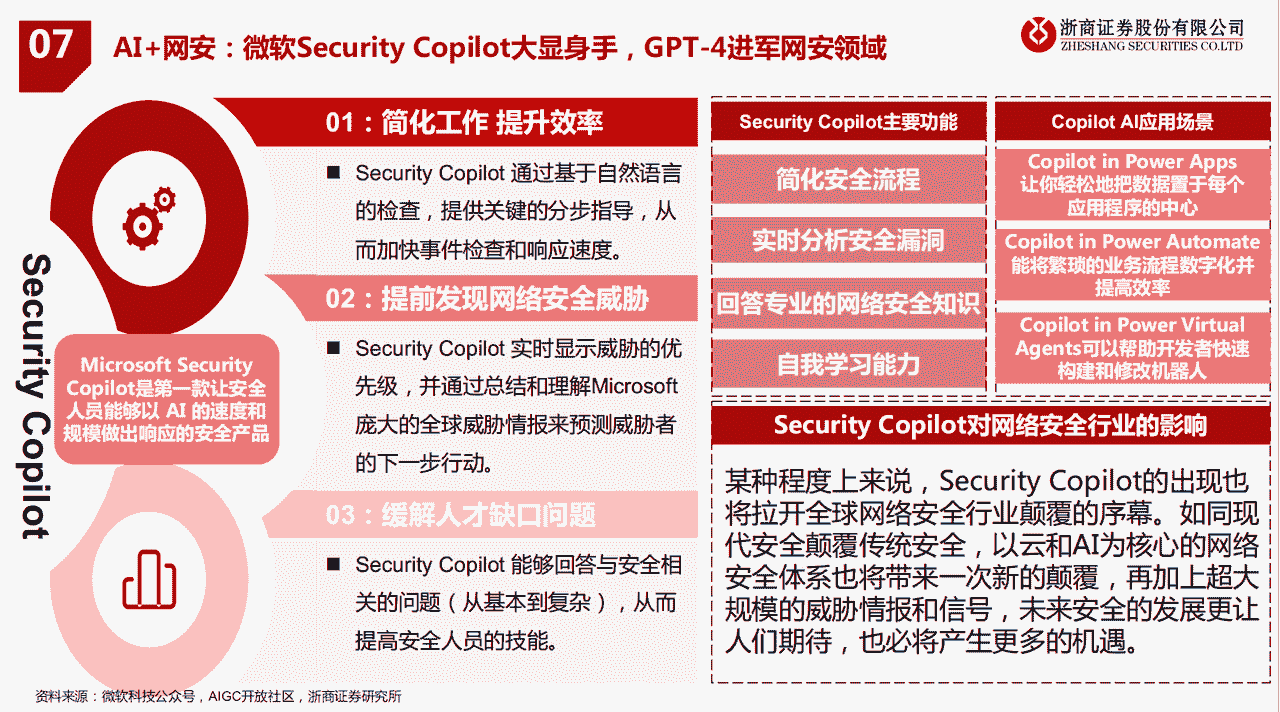 07
AI+网安：微软Security Copilot大显身手，GPT-4进军网安领域
浙商证券股份有限公司
ZHESHANG SECURITIES CO.LTD
Security Copilot
Microsoft Security
Copilot是第一款让安全
人员能够以 AI 的速度和
规模做出响应的安全产品
01：简化工作 提升效率
■ Security Copilot 通过基于自然语言
的检查，提供关键的分步指导，从
而加快事件检查和响应速度。
02：提前发现网络安全威胁
■ Security Copilot 实时显示威胁的优
先级，并通过总结和理解Microsoft
庞大的全球威胁情报来预测威胁者
的下一步行动。
03：缓解人才缺口问题
■ Security Copilot 能够回答与安全相
关的问题（从基本到复杂），从而
提高安全人员的技能。
Security Copilot主要功能
简化安全流程
实时分析安全漏洞
回答专业的网络安全知识
自我学习能力
Copilot AI应用场景
Copilot in Power Apps
让你轻松地把数据置于每个
应用程序的中心
Copilot in Power Automate
能将繁琐的业务流程数字化并
提高效率
Copilot in Power Virtual
Agents可以帮助开发者快速
构建和修改机器人
Security Copilot对网络安全行业的影响
某种程度上来说，Security Copilot的出现也
将拉开全球网络安全行业颠覆的序幕。如同现
代安全颠覆传统安全，以云和AI为核心的网络
安全体系也将带来一次新的颠覆，再加上超大
规模的威胁情报和信号，未来安全的发展更让
人们期待，也必将产生更多的机遇。
资料来源：微软科技公众号，AIGC开放社区，浙商证券研究所